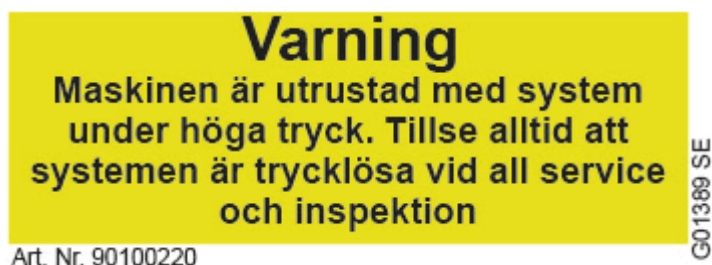 Varning
Maskinen är utrustad med system
under höga tryck. Tillse alltid att
systemen är trycklösa vid all service
och inspektion
Art. Nr. 90100220
G01389 SE